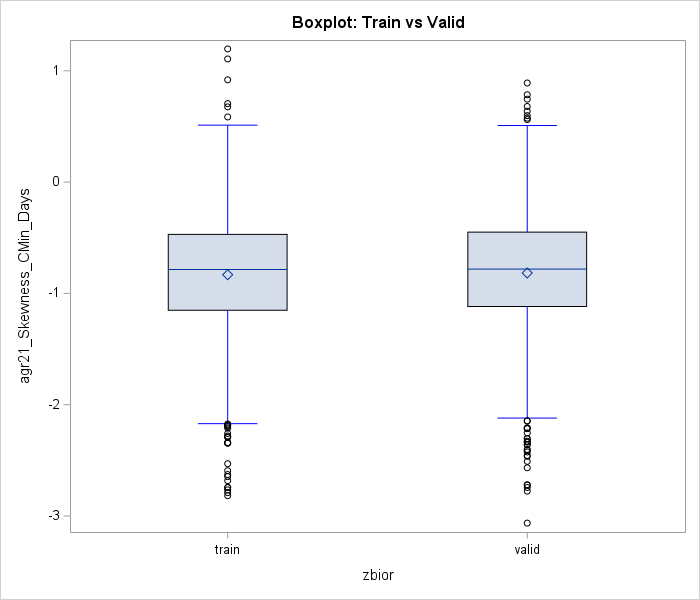 Boxplot: Train vs Valid
agr21_Skewness_CMin_Days
1
0
-1
-2
-3
train
valid
zbior